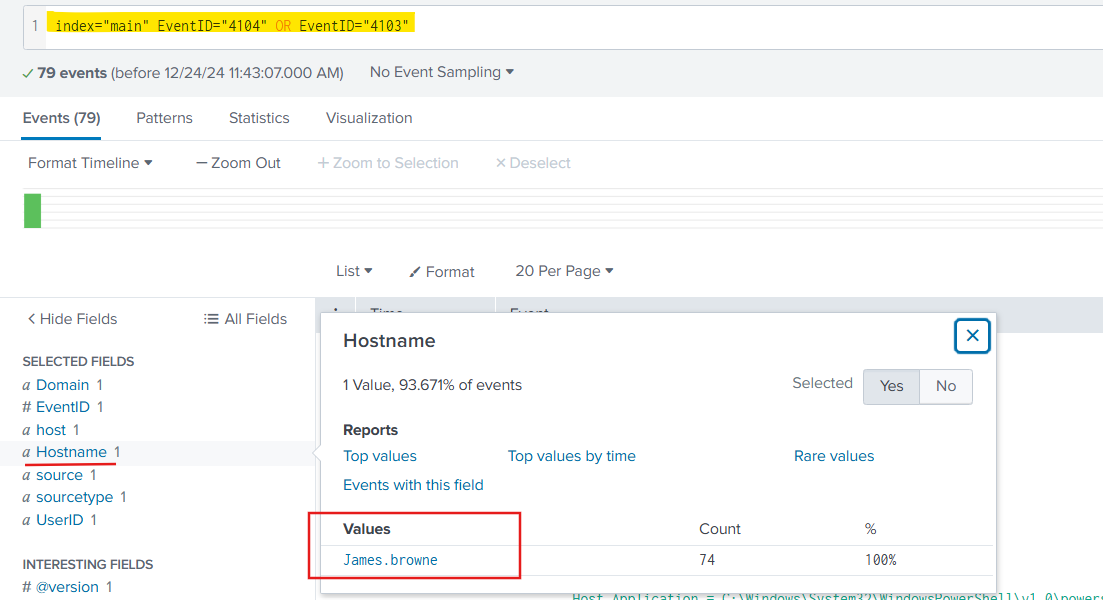 1 index="main" EventID="4104" OR EventID="4103"
79 events (before 12/24/24 11:43:07.000 AM) No Event Sampling
Events (79) Patterns Statistics Visualization
Format Timeline — Zoom Out + Zoom to Selection × Deselect
List Format 20 Per Page
< Hide Fields All Fields
i Time Event
SELECTED FIELDS
a Domain 1
# EventID 1
a host 1
a Hostname 1
a source 1
a sourcetype 1
a UserID 1
INTERESTING FIELDS
# @version 1
Hostname
1 Value, 93.671% of events
Selected Yes No
Reports
Top values Top values by time Rare values
Events with this field
Values Count %
James.browne 74 100%
Host Application = C:\Windows\System32\WindowsPowerShell\v1.0\powers